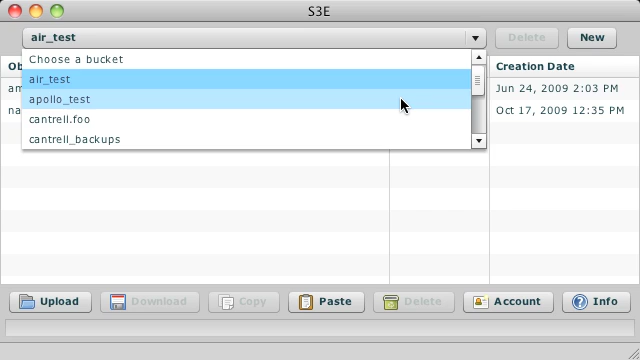 S3E
air_test
Delete
New
Choose a bucket
air_test
apollo_test
cantrell.foo
cantrell_backups
Creation Date
Jun 24, 2009 2:03 PM
Oct 17, 2009 12:35 PM
Upload
Download
Copy
Paste
Delete
Account
Info